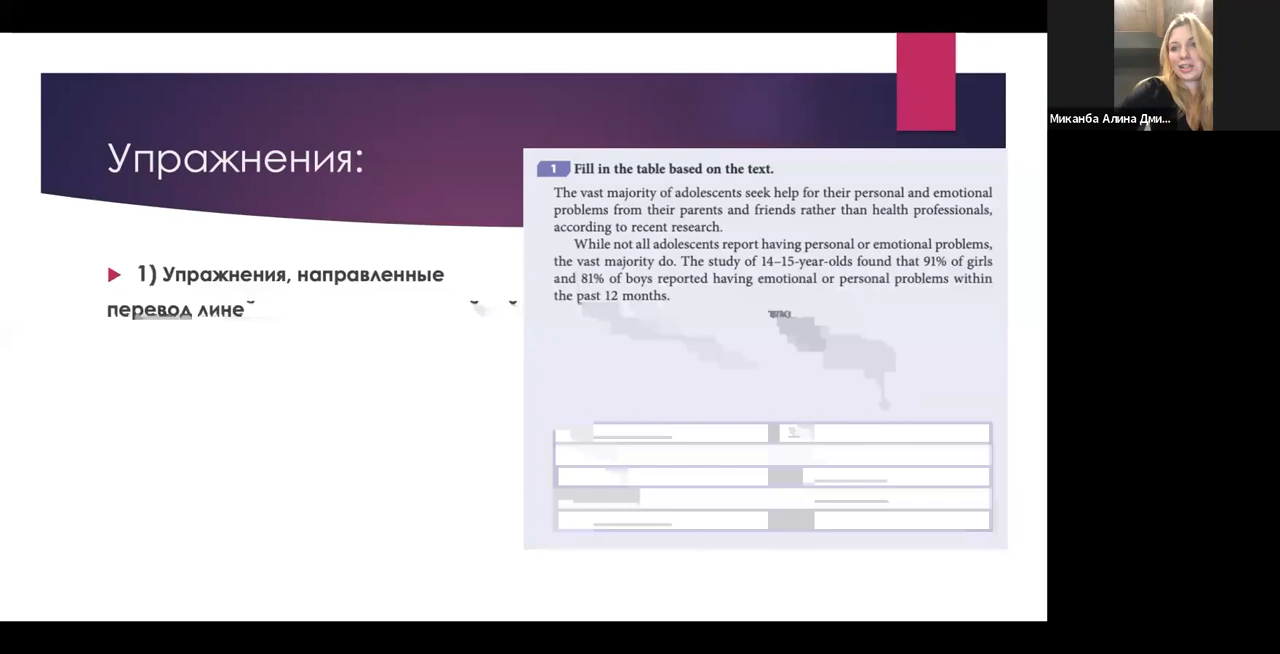 Упражнения:
1) Упражнения, направленные
перевод лине
1 Fill in the table based on the text.
The vast majority of adolescents seek help for their personal and emotional
problems from their parents and friends rather than health professionals,
according to recent research.
While not all adolescents report having personal or emotional problems,
the vast majority do. The study of 14–15-year-olds found that 91% of girls
and 81% of boys reported having emotional or personal problems within
the past 12 months.
Миканба Алина Дми...